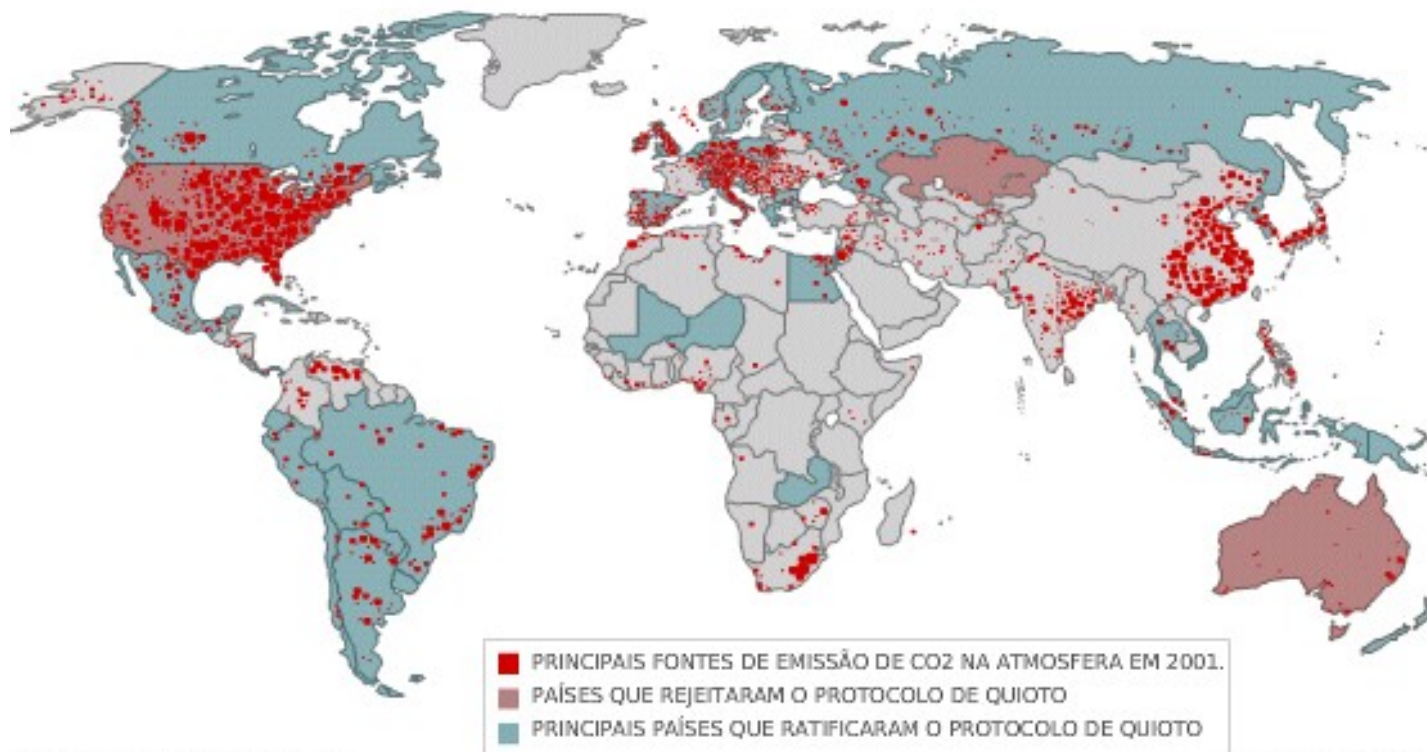 PRINCIPAIS FONTES DE EMISSÃO DE CO2 NA ATMOSFERA EM 2001.
PAÍSES QUE REJEITARAM O PROTOCOLO DE QUIOTO
PRINCIPAIS PAÍSES QUE RATIFICARAM O PROTOCOLO DE QUIOTO